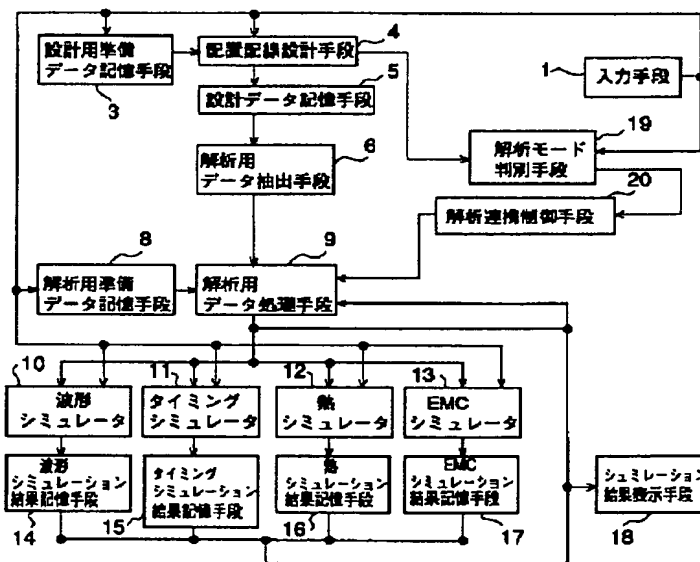 設計用準備
データ記憶手段
3
配置配線設計手段
4
設計データ記憶手段
5
1
入力手段
解析用
データ抽出手段
6
解析モード
判別手段
19
解析連携制御手段
20
解析用準備
データ記憶手段
8
解析用
データ処理手段
9
10
波形
シミュレータ
11
タイミング
シミュレータ
12
熱
シミュレータ
13
EMC
シミュレータ
波形
シミュレーション
結果記憶手段
14
タイミング
シミュレーション
結果記憶手段
15
熱
シミュレーション
結果記憶手段
16
EMC
シミュレーション
結果記憶手段
17
シュミレーション
結果表示手段
18